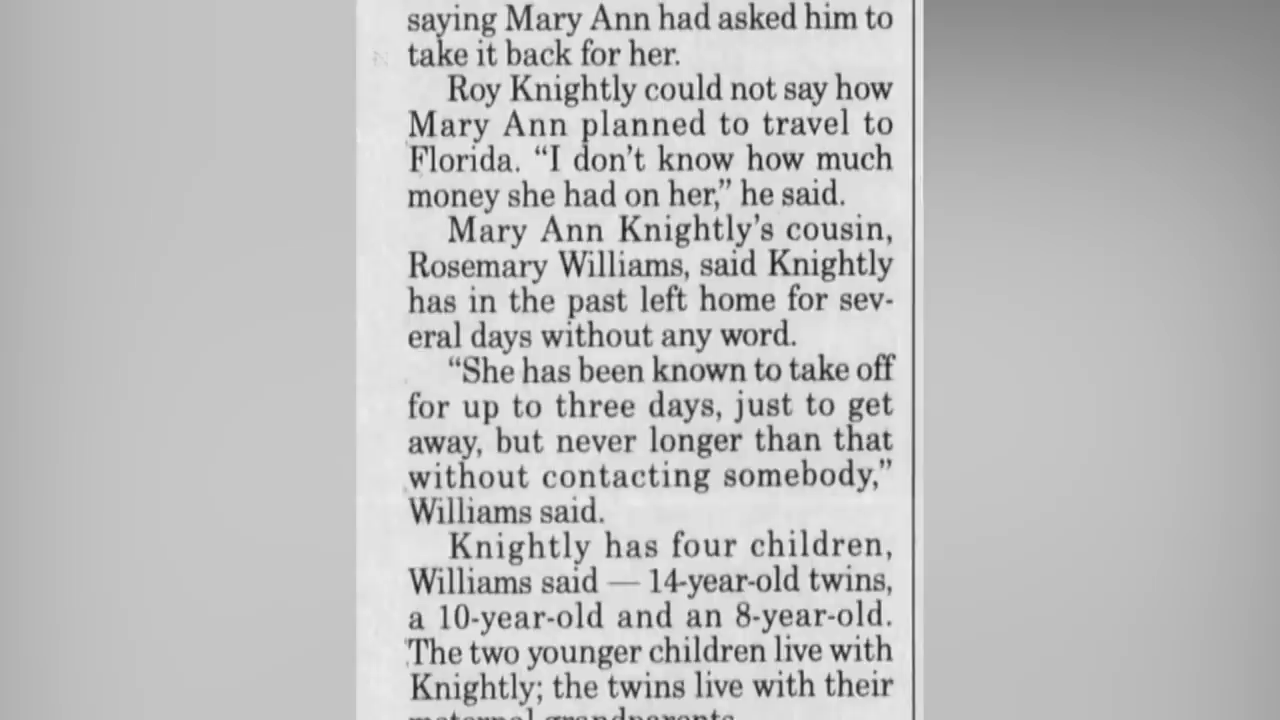 saying Mary Ann had asked him to
take it back for her.
Roy Knightly could not say how
Mary Ann planned to travel to
Florida. “I don’t know how much
money she had on her,” he said.
Mary Ann Knightly’s cousin,
Rosemary Williams, said Knightly
has in the past left home for sev-
eral days without any word.
“She has been known to take off
for up to three days, just to get
away, but never longer than that
without contacting somebody,”
Williams said.
Knightly has four children,
Williams said — 14-year-old twins,
a 10-year-old and an 8-year-old.
The two younger children live with
Knightly; the twins live with their
maternal grandparents.